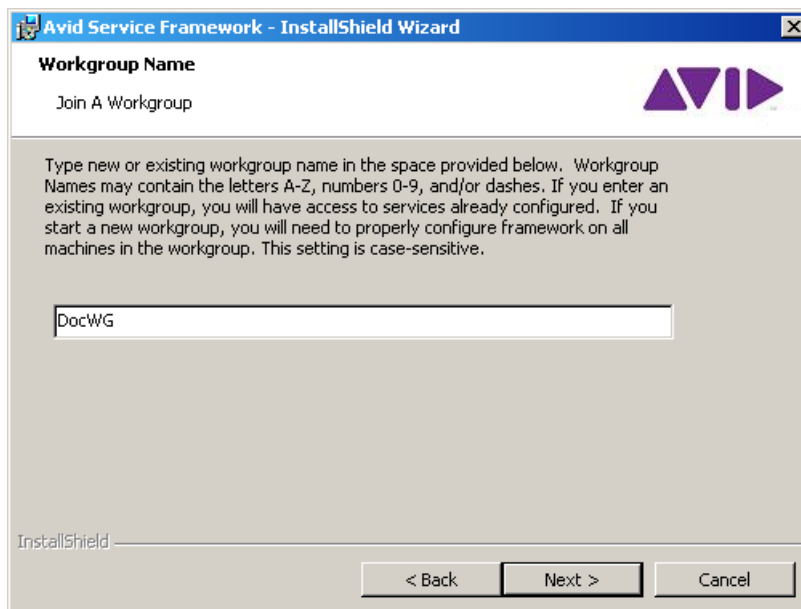 Avid Service Framework - InstallShield Wizard
Workgroup Name
Join A Workgroup
AVID
Type new or existing workgroup name in the space provided below. Workgroup
Names may contain the letters A-Z, numbers 0-9, and/or dashes. If you enter an
existing workgroup, you will have access to services already configured. If you
start a new workgroup, you will need to properly configure framework on all
machines in the workgroup. This setting is case-sensitive.
DocWG
InstallShield
< Back Next > Cancel